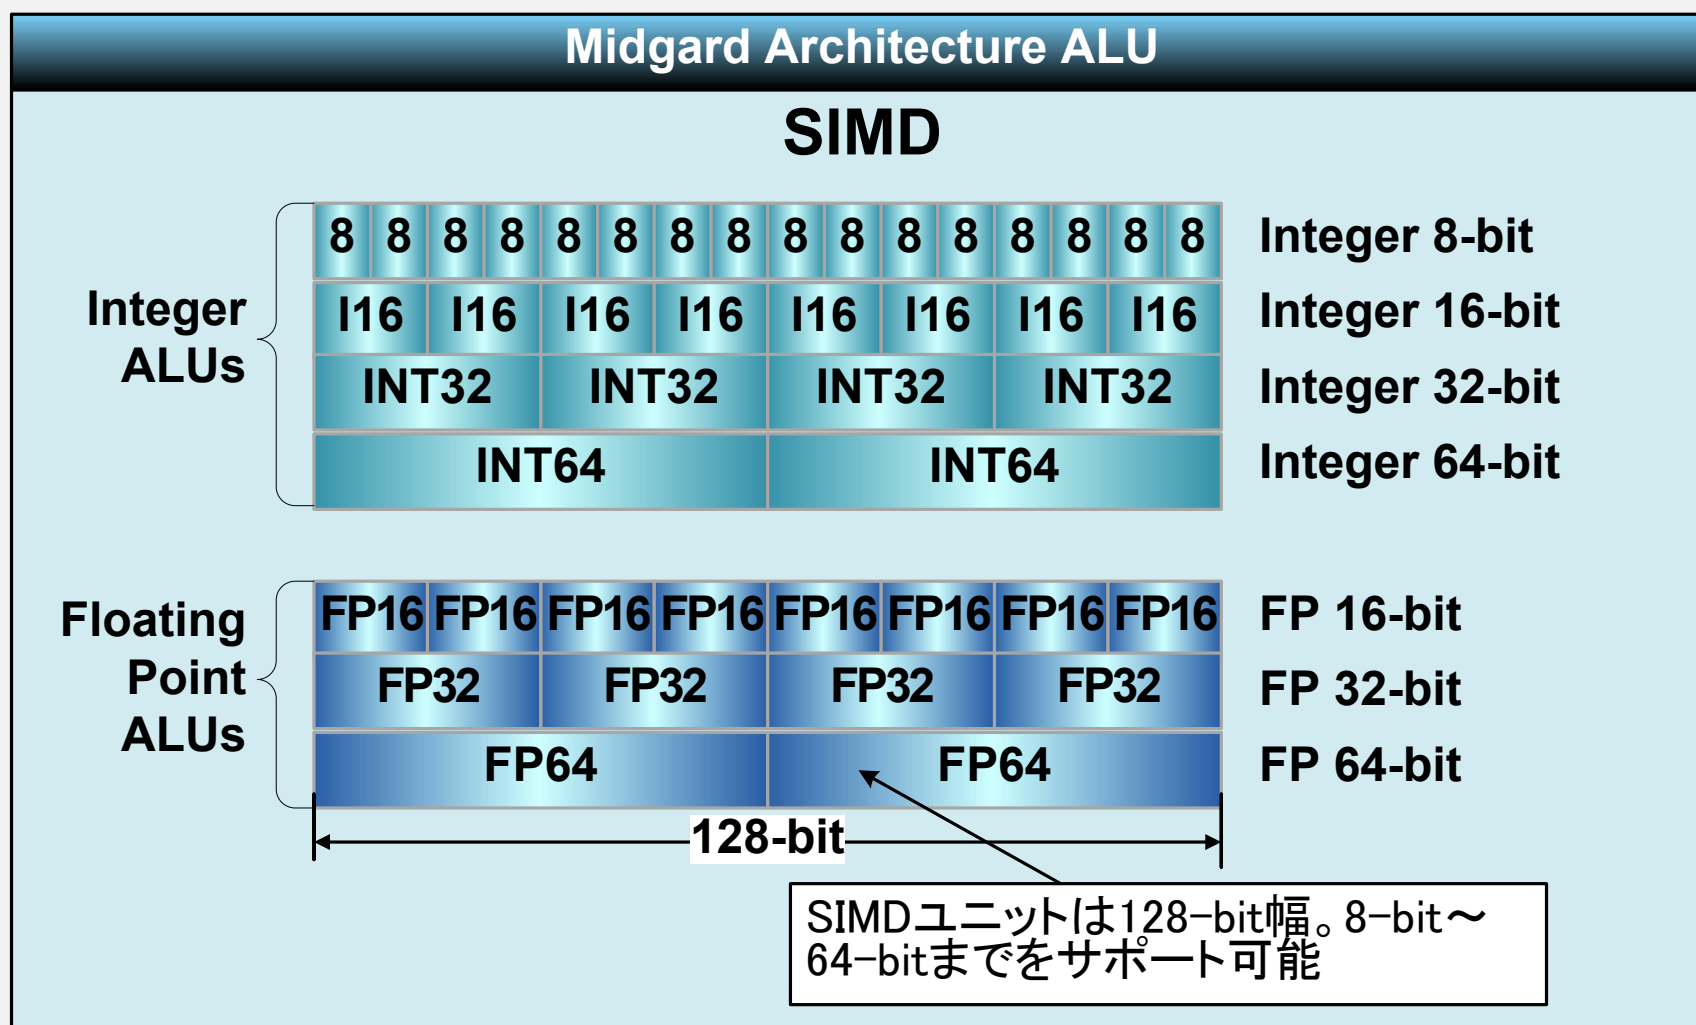 Midgard Architecture ALU
SIMD
Integer
ALUs
8 8 8 8 8 8 8 8 8 8 8 8 8 8 8 8
Integer 8-bit
I16 I16 I16 I16 I16 I16 I16 I16
Integer 16-bit
INT32 INT32 INT32 INT32
Integer 32-bit
INT64 INT64
Integer 64-bit
Floating
Point
ALUs
FP16 FP16 FP16 FP16 FP16 FP16 FP16 FP16
FP 16-bit
FP32 FP32 FP32 FP32
FP 32-bit
FP64 FP64
FP 64-bit
128-bit
SIMDユニットは128-bit幅。8-bit～
64-bitまでをサポート可能